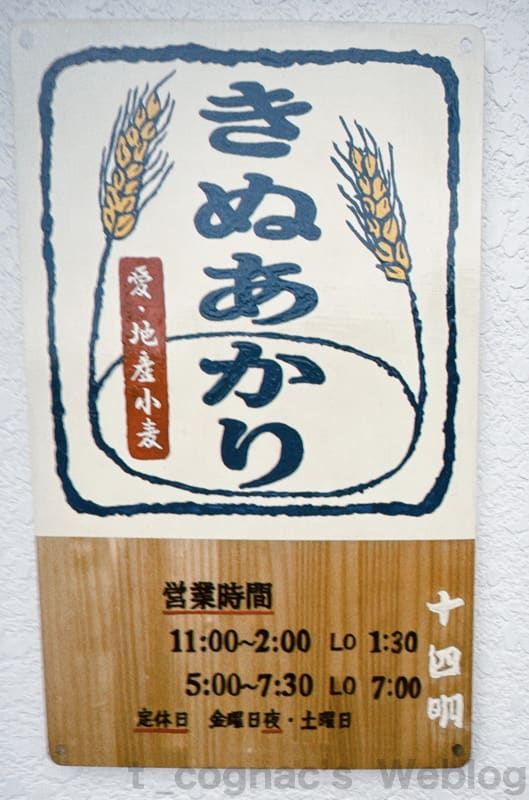 きぬあかり
愛・地産小麦
営業時間
11:00~2:00 LO 1:30
5:00~7:30 LO 7:00
定休日 金曜日夜・土曜日
十四明
t_cognac's Weblog